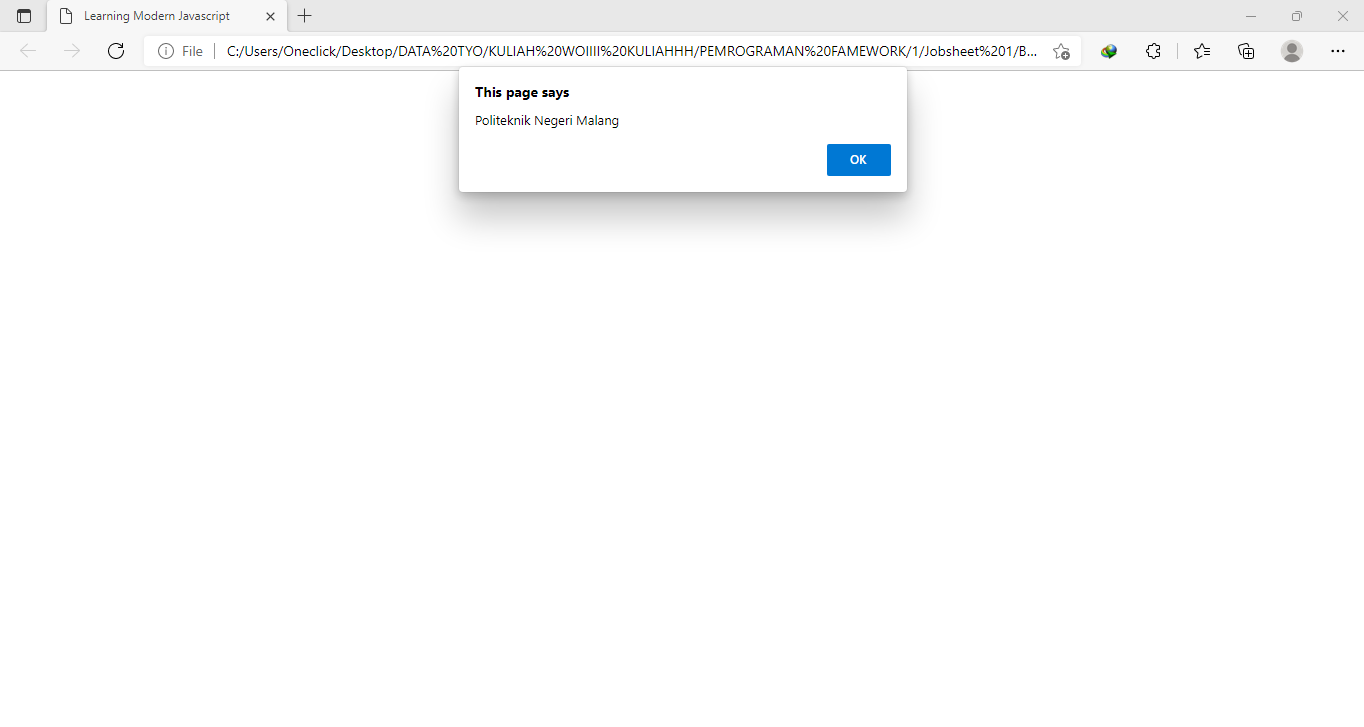 Learning Modern Javascript
File
C:/Users/Oneclick/Desktop/DATA%20TYO/KULIAH%20WOIIII%20KULIAHHH/PEMROGRAMAN%20FAMEWORK/1/Jobsheet%201/B...
This page says
Politeknik Negeri Malang
OK